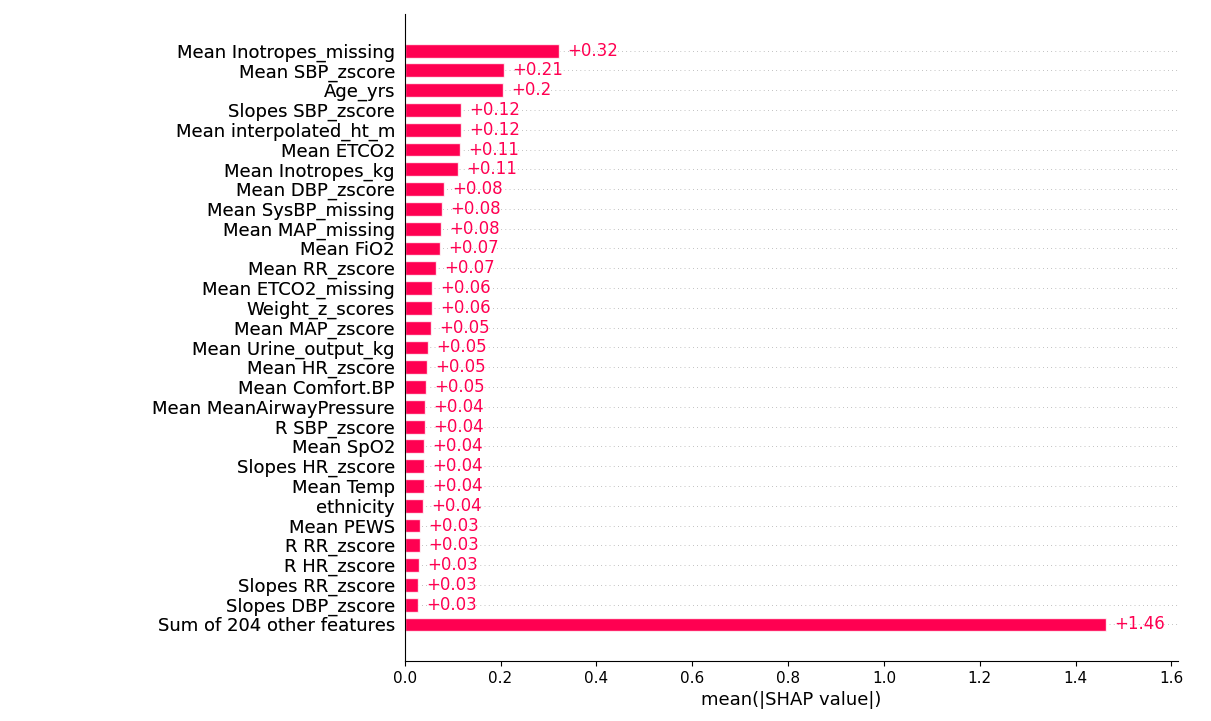 Mean Inotropes_missing +0.32
Mean SBP_zscore +0.21
Age_yrs +0.2
Slopes SBP_zscore +0.12
Mean interpolated_ht_m +0.12
Mean ETCO2 +0.11
Mean Inotropes_kg +0.11
Mean DBP_zscore +0.08
Mean SysBP_missing +0.08
Mean MAP_missing +0.08
Mean FiO2 +0.07
Mean RR_zscore +0.07
Mean ETCO2_missing +0.06
Weight_z_scores +0.06
Mean MAP_zscore +0.05
Mean Urine_output_kg +0.05
Mean HR_zscore +0.05
Mean Comfort.BP +0.05
Mean MeanAirwayPressure +0.04
R SBP_zscore +0.04
Mean SpO2 +0.04
Slopes HR_zscore +0.04
Mean Temp +0.04
ethnicity +0.04
Mean PEWS +0.03
R RR_zscore +0.03
R HR_zscore +0.03
Slopes RR_zscore +0.03
Slopes DBP_zscore +0.03
Sum of 204 other features +1.46
0.0 0.2 0.4 0.6 0.8 1.0 1.2 1.4 1.6
mean(|SHAP value|)